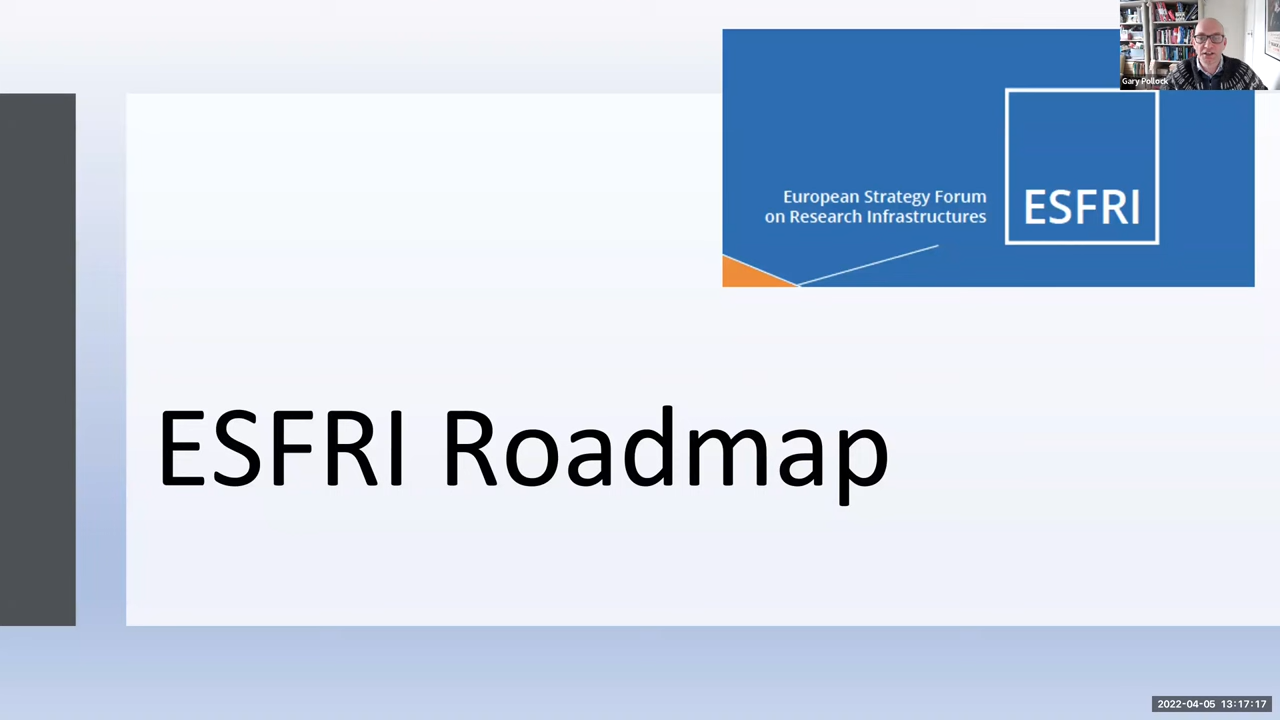 Gary Pollock
European Strategy Forum
on Research Infrastructures
ESFRI
ESFRI Roadmap
2022-04-05 13:17:17